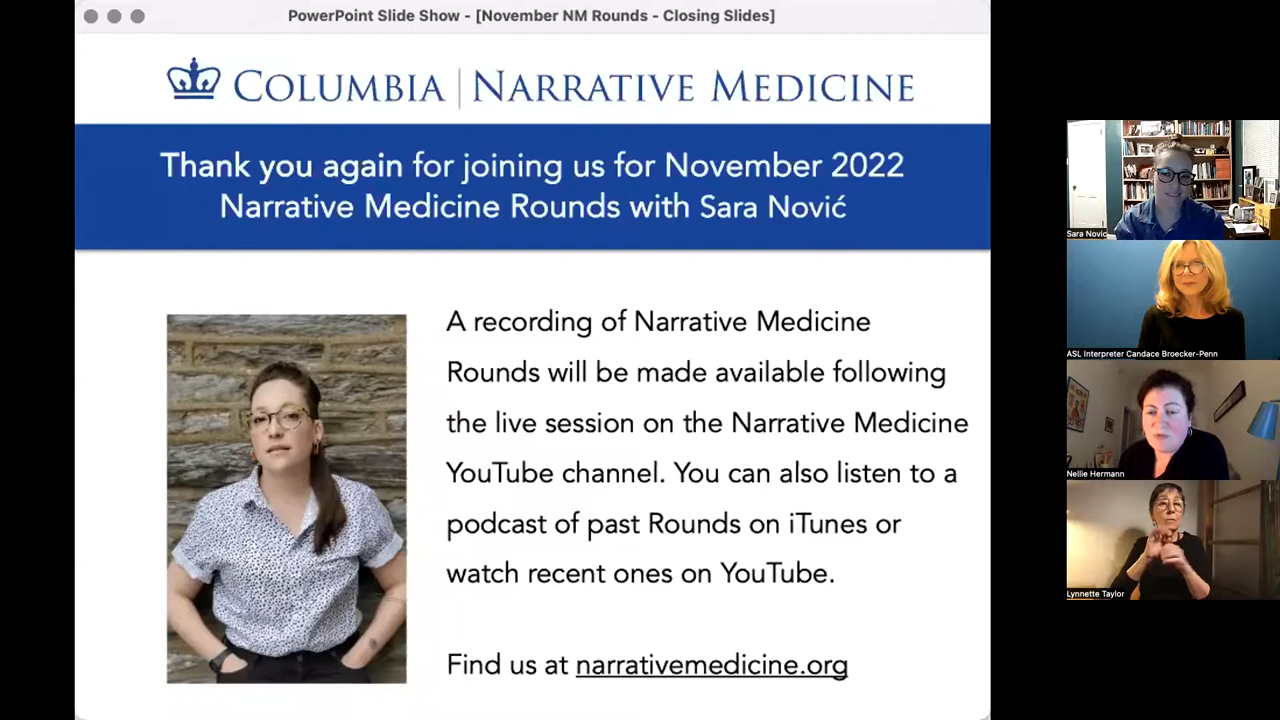 PowerPoint Slide Show - [November NM Rounds - Closing Slides]
COLUMBIA | NARRATIVE MEDICINE
Thank you again for joining us for November 2022
Narrative Medicine Rounds with Sara Nović
A recording of Narrative Medicine
Rounds will be made available following
the live session on the Narrative Medicine
YouTube channel. You can also listen to a
podcast of past Rounds on iTunes or
watch recent ones on YouTube.
Find us at narrativemedicine.org
Sara Novic
ASL Interpreter Candace Broecker-Penn
Nellie Hermann
Lynnette Taylor